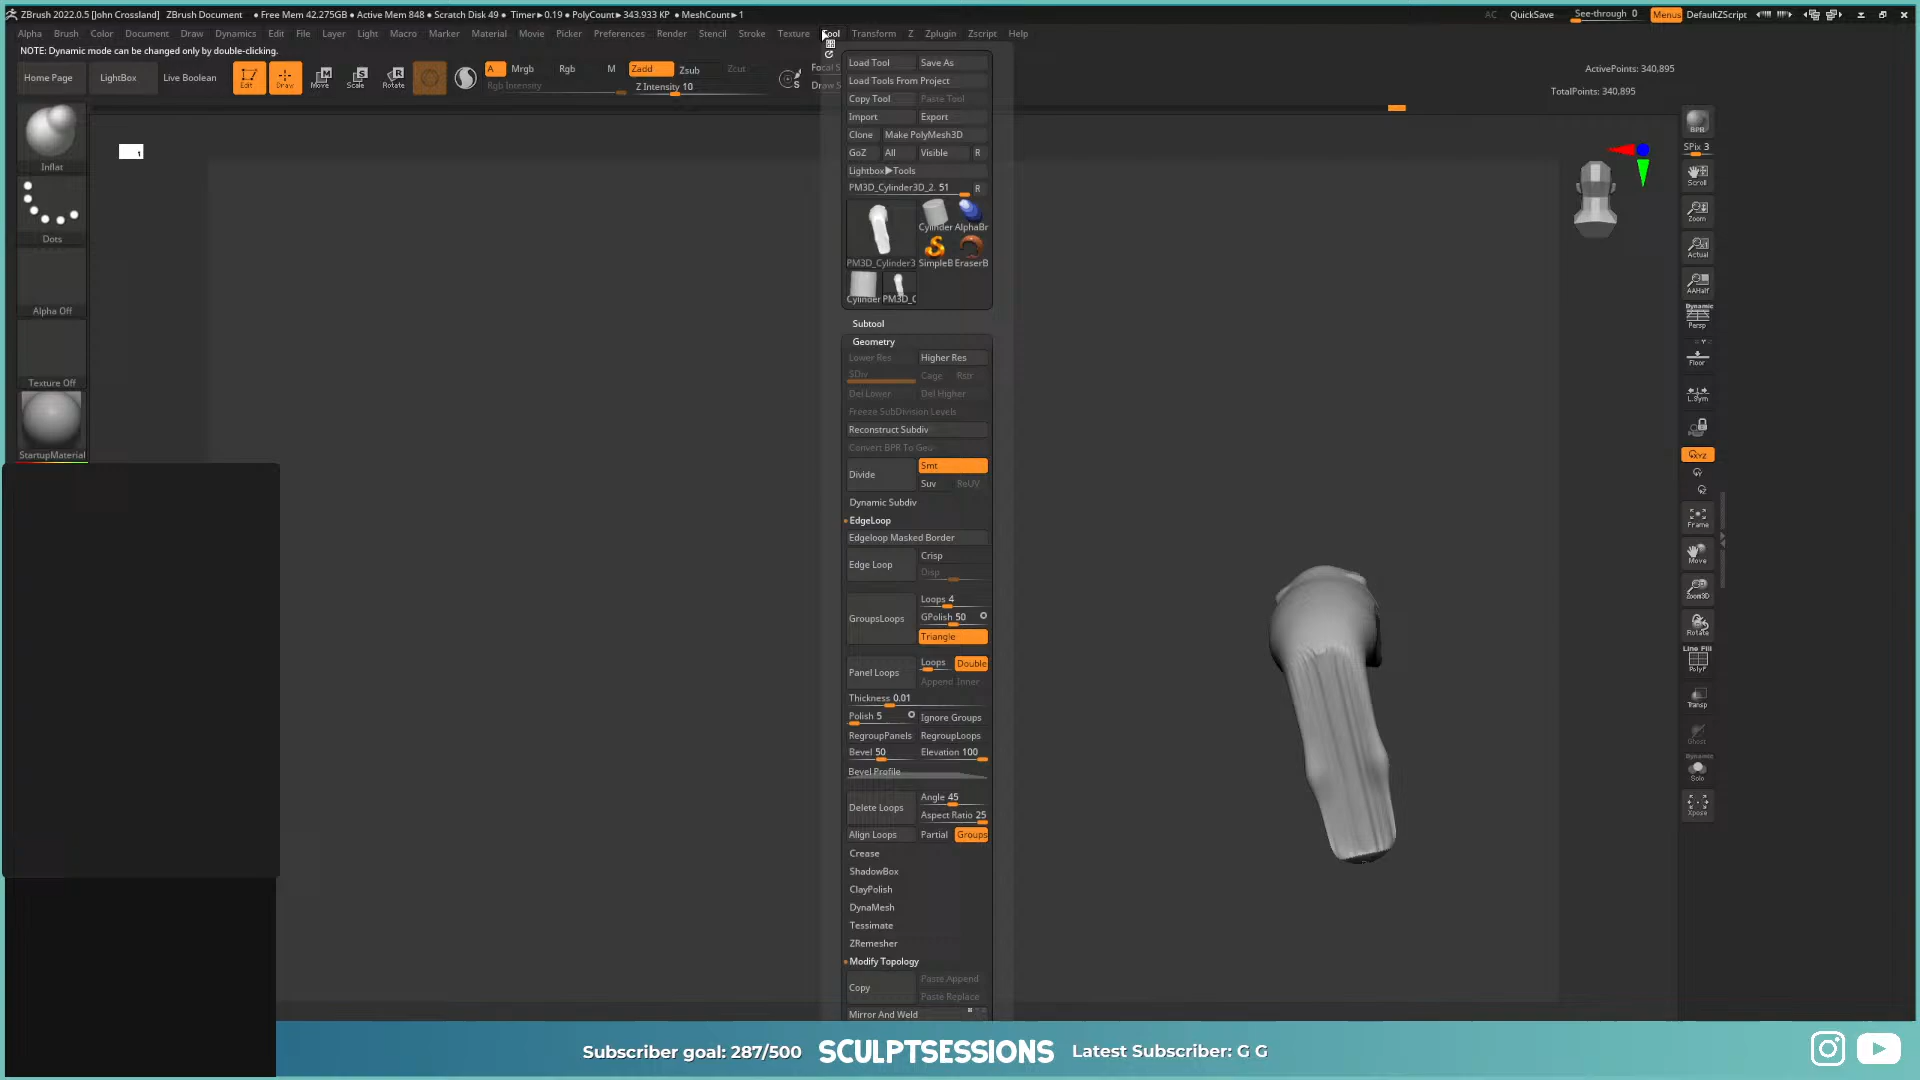 ZBrush 2022.0.5 [John Crossland] ZBrush Document ● Free Mem 42.275GB ● Active Mem 848 ● Scratch Disk 49 ● Timer►0.19 ● PolyCount►343.933 KP ● MeshCount►1
AC QuickSave See-through 0 Menus DefaultZScript
Alpha Brush Color Document Draw Dynamics Edit File Layer Light Macro Marker Material Movie Picker Preferences Render Stencil Stroke Texture Tool Transform Z Zplugin Zscript Help
NOTE: Dynamic mode can be changed only by double-clicking.
Home Page LightBox Live Boolean Edit Draw Move Scale Rotate A Mrgb Rgb M Zadd Zsub Zcut Focal S
Rgb Intensity Z Intensity 10 Draw S
ActivePoints: 340,895
TotalPoints: 340,895
Inflat
Dots
Alpha Off
Texture Off
StartupMaterial
1
Load Tool Save As
Load Tools From Project
Copy Tool Paste Tool
Import Export
Clone Make PolyMesh3D
GoZ All Visible R
Lightbox▶Tools
PM3D_Cylinder3D_2. 51 R
Cylinder AlphaBr
PM3D_Cylinder3 SimpleB EraserB
Cylinder PM3D_C
Subtool
Geometry
Lower Res Higher Res
SDiv Cage Rstr
Del Lower Del Higher
Freeze SubDivision Levels
Reconstruct Subdiv
Convert BPR To Geo
Divide Smt
Suv ReUV
Dynamic Subdiv
EdgeLoop
Edgeloop Masked Border
Edge Loop Crisp
Disp
GroupsLoops Loops 4
GPolish 50
Triangle
Panel Loops Loops Double
Append Inner
Thickness 0.01
Polish 5 Ignore Groups
RegroupPanels RegroupLoops
Bevel 50 Elevation 100
Bevel Profile
Delete Loops Angle 45
Aspect Ratio 25
Align Loops Partial Groups
Crease
ShadowBox
ClayPolish
DynaMesh
Tessimate
ZRemesher
Modify Topology
Copy Paste Append
Paste Replace
Mirror And Weld
BPR
SPix 3
Scroll
Zoom
Actual
AAHalf
Dynamic
Persp
Floor
L.Sym
XYZ
Frame
Move
Zoom3D
Rotate
Line Fill
PolyF
Transp
Ghost
Dynamic
Solo
Xpose
Subscriber goal: 287/500 SCULPTSESSIONS Latest Subscriber: G G